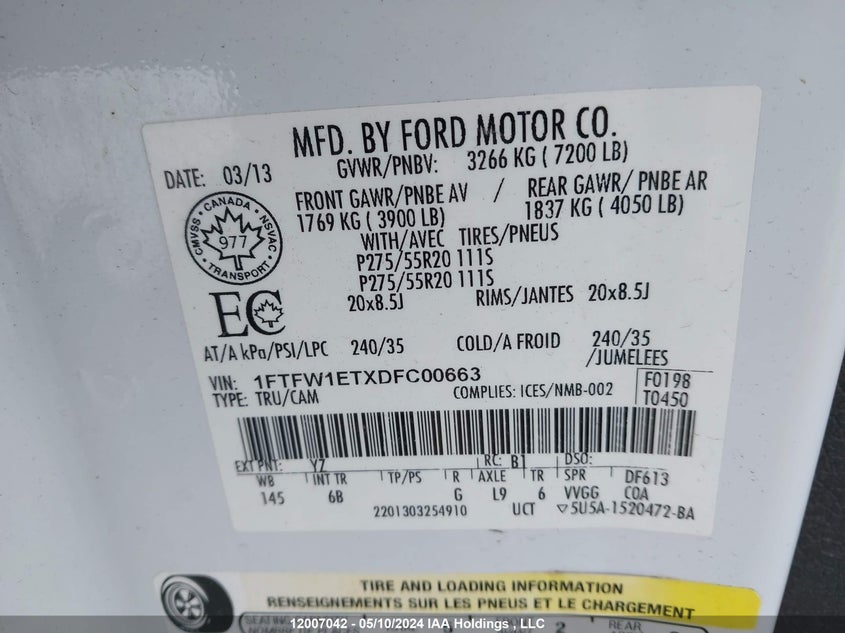 MFD. BY FORD MOTOR CO.
DATE: 03/13
GVWR/PNBV: 3266 KG ( 7200 LB)
FRONT GAWR/PNBE AV / REAR GAWR/ PNBE AR
1769 KG ( 3900 LB) 1837 KG ( 4050 LB)
CMVSS • CANADA • NSVAC • TRANSPORT •
977
WITH/AVEC TIRES/PNEUS
P275/55R20 111S
P275/55R20 111S
EC
20x8.5J RIMS/JANTES 20x8.5J
AT/A kPa/PSI/LPC 240/35 COLD/A FROID 240/35
/JUMELEES
VIN: 1FTFW1ETXDFC00663
TYPE: TRU/CAM COMPLIES: ICES/NMB-002
F0198
T0450
EXT PNT: YZ RC: B1 DSO:
WB INT TR TP/PS R AXLE TR SPR DF613
145 6B G L9 6 VVGG COA
2201303254910 UCT ▽5U5A-1520472-BA
TIRE AND LOADING INFORMATION
RENSEIGNEMENTS SUR LES PNEUS ET LE CHARGEMENT
2 REAR
12007042 - 05/10/2024 IAA Holdings , LLC